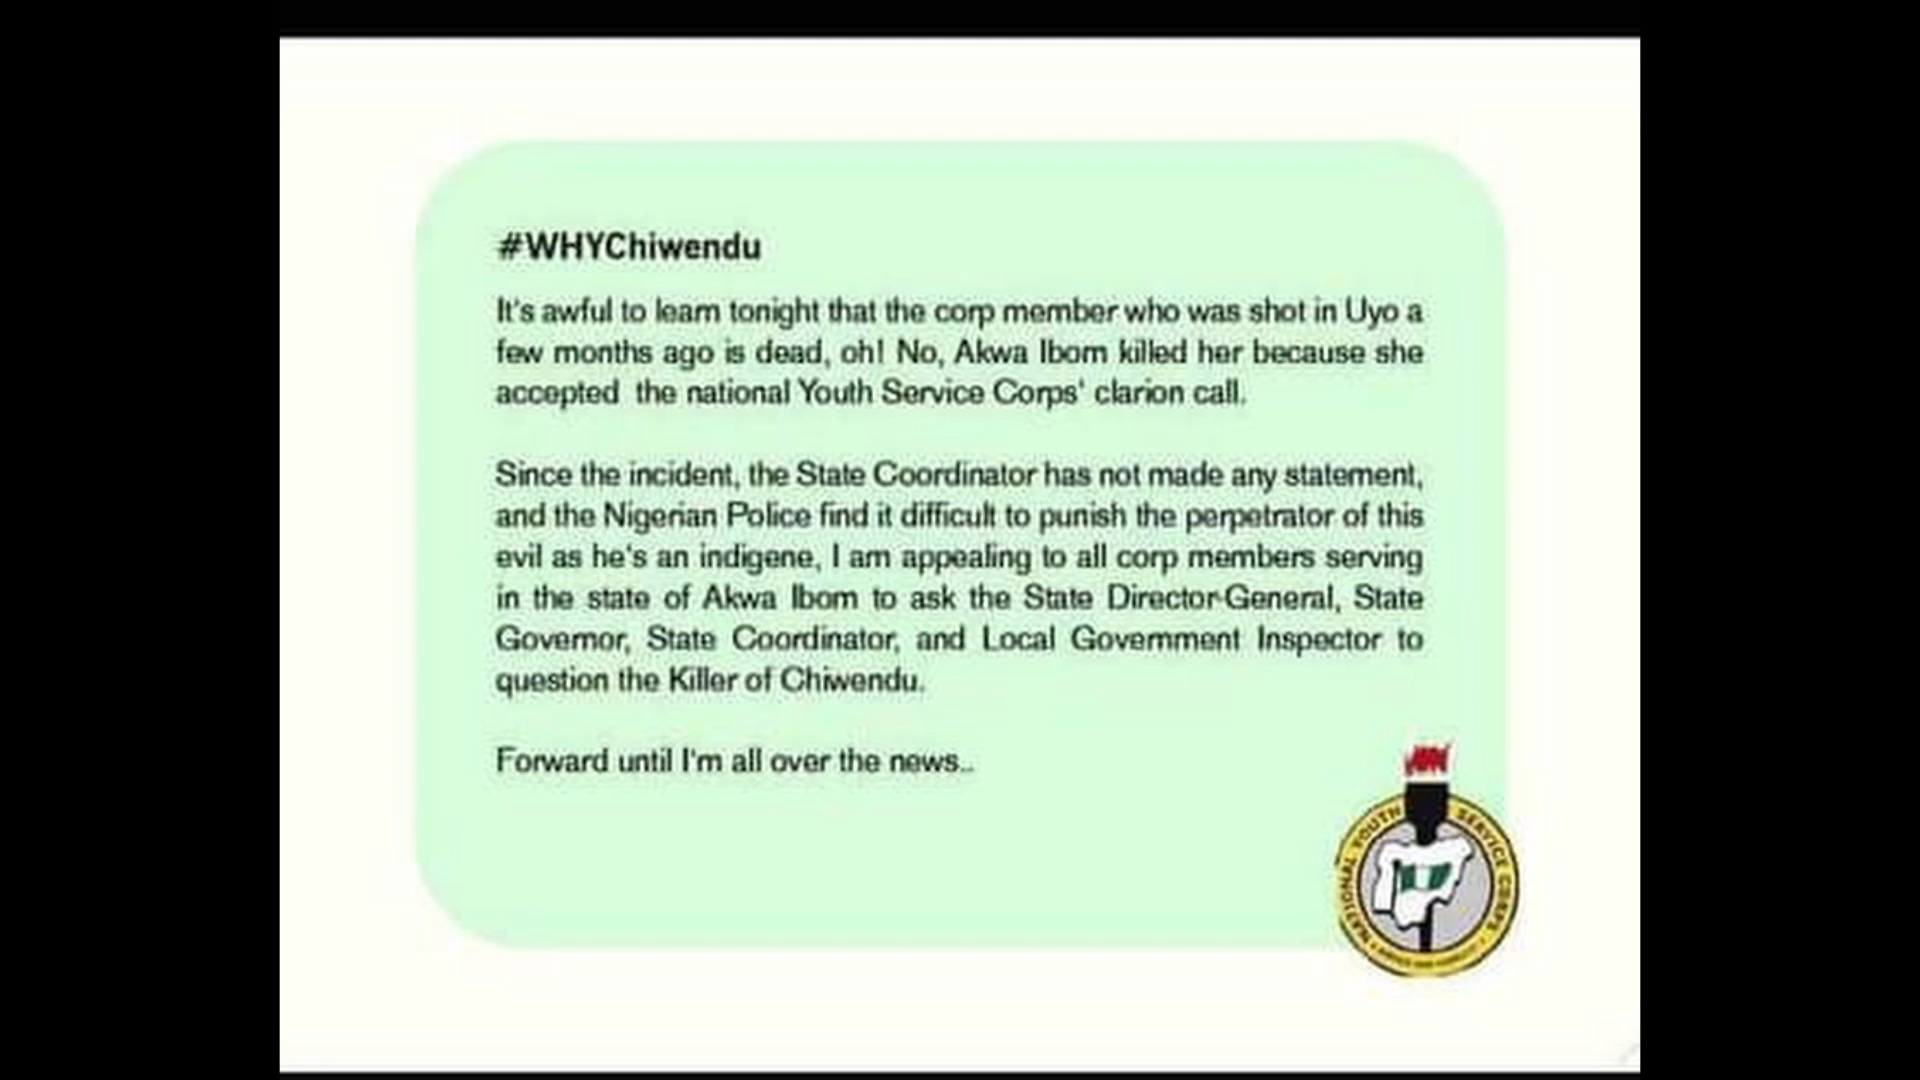 #WHYChiwendu
It's awful to learn tonight that the corp member who was shot in Uyo a
few months ago is dead, oh! No, Akwa Ibom killed her because she
accepted the national Youth Service Corps' clarion call.
Since the incident, the State Coordinator has not made any statement,
and the Nigerian Police find it difficult to punish the perpetrator of this
evil as he's an indigene, I am appealing to all corp members serving
in the state of Akwa Ibom to ask the State Director-General, State
Governor, State Coordinator, and Local Government Inspector to
question the Killer of Chiwendu.
Forward until I'm all over the news..
NATIONAL YOUTH SERVICE CORPS